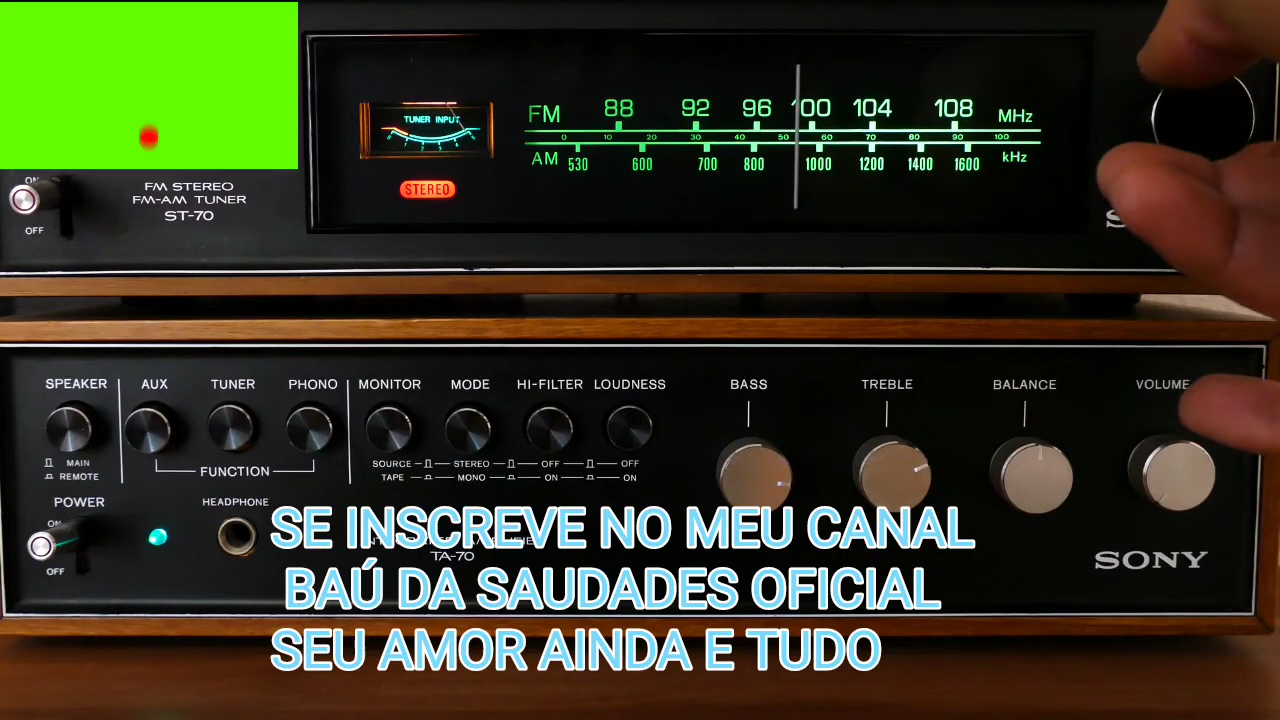 TUNER INPUT
FM 88 92 96 100 104 108 MHz
0 10 20 30 40 50 60 70 80 90 100
AM 530 600 700 800 1000 1200 1400 1600 kHz
STEREO
ON
OFF
FM STEREO
FM-AM TUNER
ST-70
SPEAKER AUX TUNER PHONO MONITOR MODE HI-FILTER LOUDNESS BASS TREBLE BALANCE VOLUME
MAIN
REMOTE
FUNCTION
SOURCE STEREO OFF OFF
TAPE MONO ON ON
POWER
ON
OFF
HEADPHONE
TA-70
SONY
SE INSCREVE NO MEU CANAL
BAÚ DA SAUDADES OFICIAL
SEU AMOR AINDA E TUDO